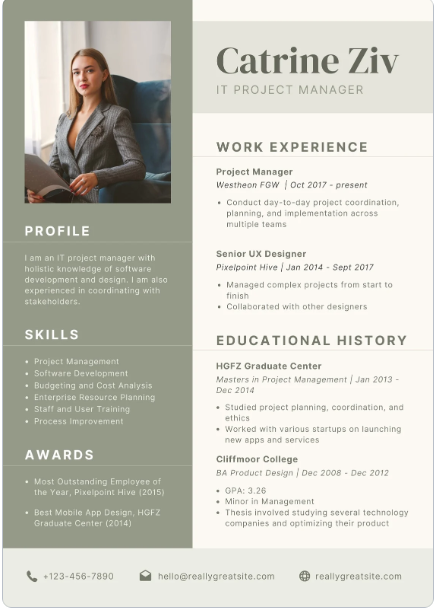 Catrine Ziv
IT PROJECT MANAGER
PROFILE
I am an IT project manager with
holistic knowledge of software
development and design. I am also
experienced in coordinating with
stakeholders.
SKILLS
• Project Management
• Software Development
• Budgeting and Cost Analysis
• Enterprise Resource Planning
• Staff and User Training
• Process Improvement
AWARDS
• Most Outstanding Employee of
the Year, Pixelpoint Hive (2015)
• Best Mobile App Design, HGFZ
Graduate Center (2014)
WORK EXPERIENCE
Project Manager
Westheon FGW | Oct 2017 - present
• Conduct day-to-day project coordination,
planning, and implementation across
multiple teams
Senior UX Designer
Pixelpoint Hive | Jan 2014 - Sept 2017
• Managed complex projects from start to
finish
• Collaborated with other designers
EDUCATIONAL HISTORY
HGFZ Graduate Center
Masters in Project Management | Jan 2013 -
Dec 2014
• Studied project planning, coordination, and
ethics
• Worked with various startups on launching
new apps and services
Cliffmoor College
BA Product Design | Dec 2008 - Dec 2012
• GPA: 3.26
• Minor in Management
• Thesis involved studying several technology
companies and optimizing their product
+123-456-7890
hello@reallygreatsite.com
reallygreatsite.com